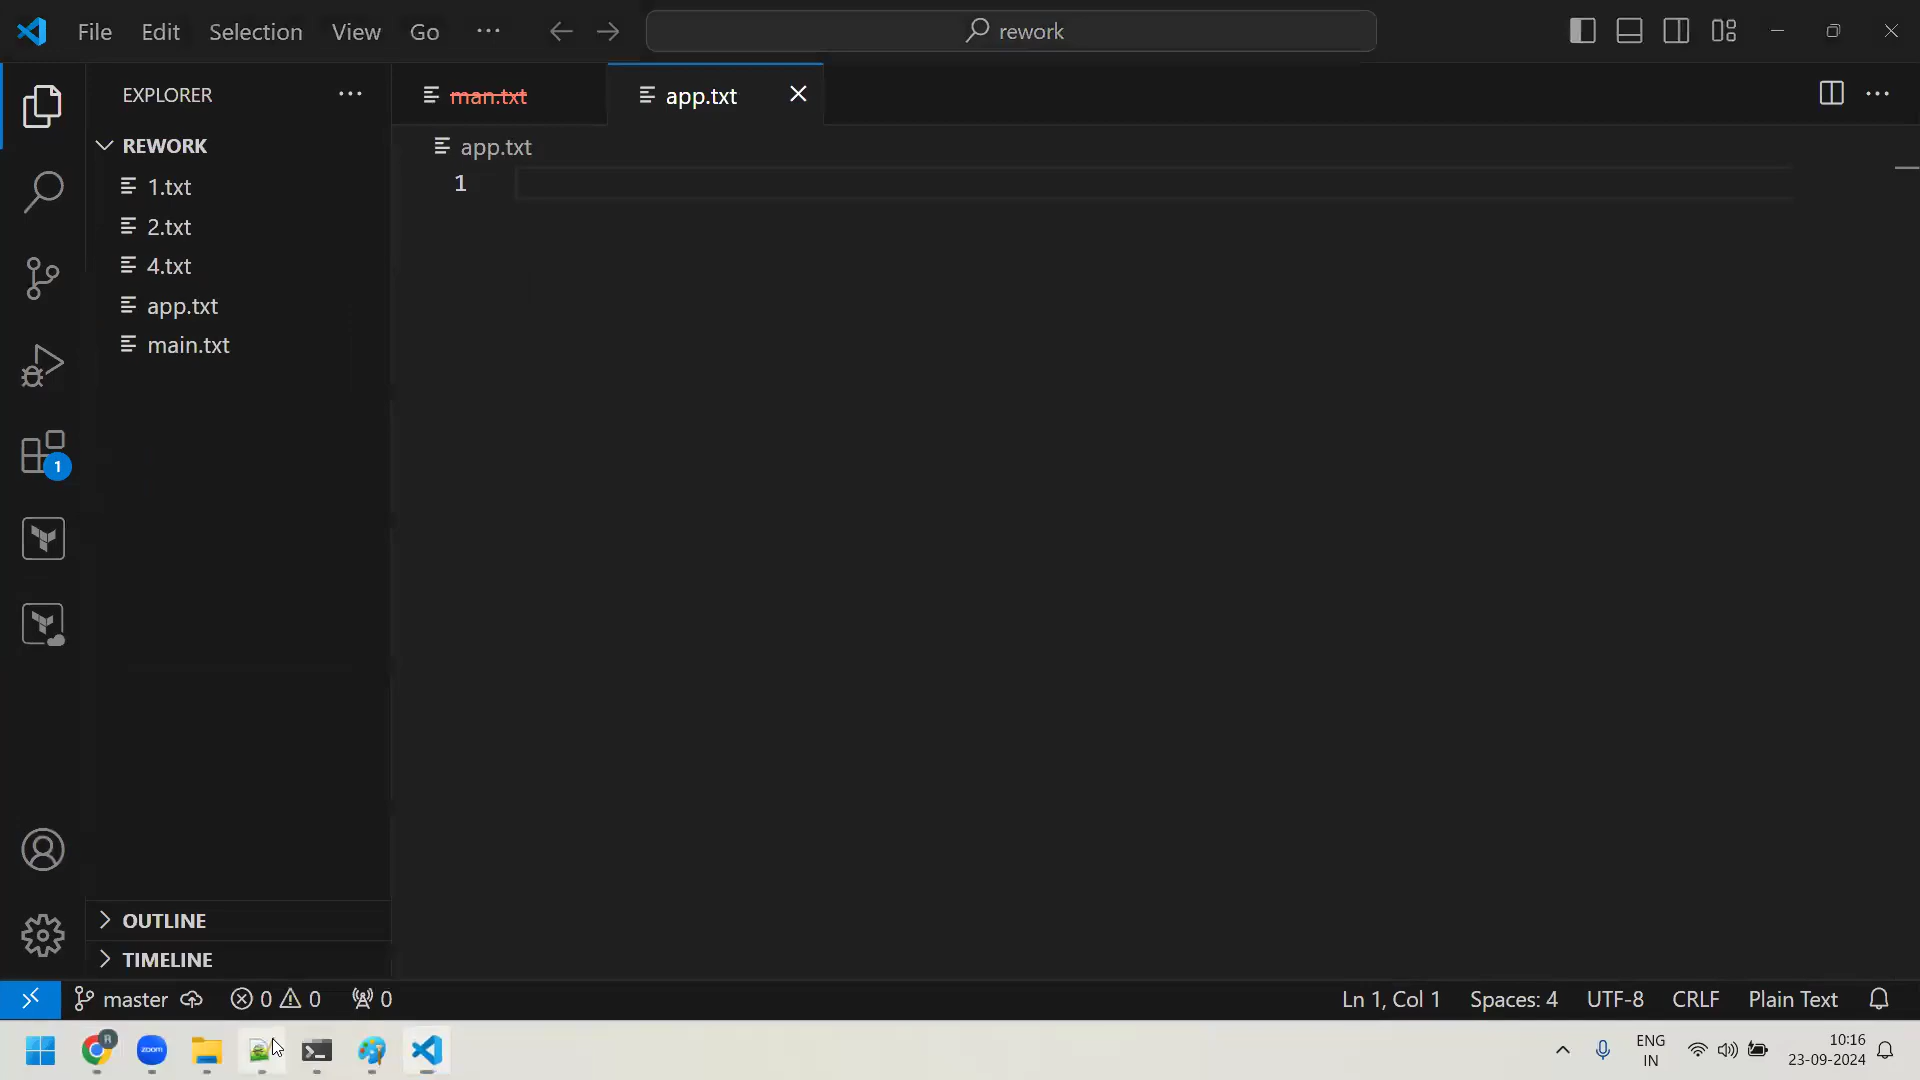 File Edit Selection View Go ··· rework
EXPLORER ···
man.txt
app.txt
REWORK
app.txt
1.txt
1
2.txt
4.txt
app.txt
main.txt
1
OUTLINE
TIMELINE
master 0 0 0 Ln 1, Col 1 Spaces: 4 UTF-8 CRLF Plain Text
R
zoom
ENG
IN
10:16
23-09-2024